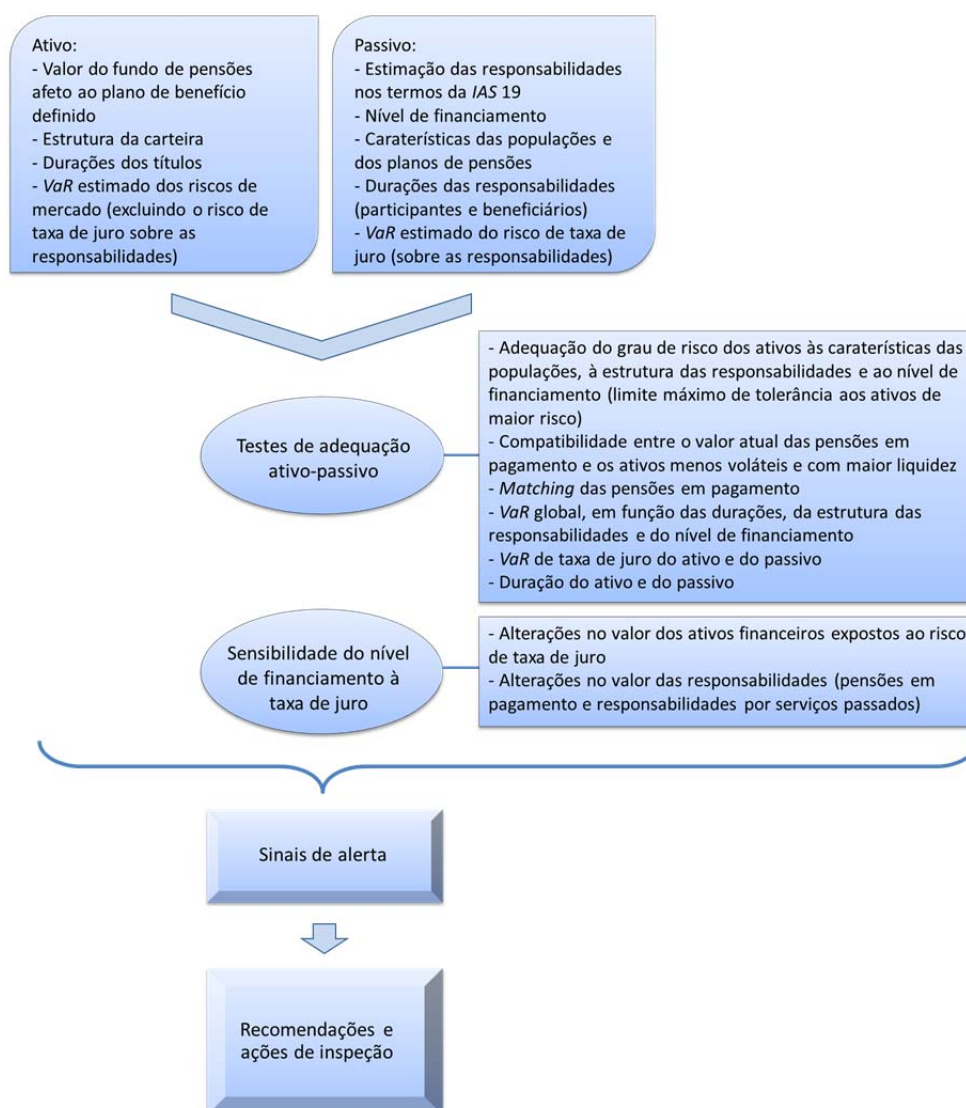 Ativo:
- Valor do fundo de pensões
afeto ao plano de benefício
definido
- Estrutura da carteira
- Durações dos títulos
- VaR estimado dos riscos de
mercado (excluindo o risco de
taxa de juro sobre as
responsabilidades)
Passivo:
- Estimação das responsabilidades
nos termos da IAS 19
- Nível de financiamento
- Caraterísticas das populações e
dos planos de pensões
- Durações das responsabilidades
(participantes e beneficiários)
- VaR estimado do risco de taxa de
juro (sobre as responsabilidades)
Testes de adequação
ativo-passivo
- Adequação do grau de risco dos ativos às caraterísticas das
populações, à estrutura das responsabilidades e ao nível de
financiamento (limite máximo de tolerância aos ativos de
maior risco)
- Compatibilidade entre o valor atual das pensões em
pagamento e os ativos menos voláteis e com maior liquidez
- Matching das pensões em pagamento
- VaR global, em função das durações, da estrutura das
responsabilidades e do nível de financiamento
- VaR de taxa de juro do ativo e do passivo
- Duração do ativo e do passivo
Sensibilidade do nível
de financiamento à
taxa de juro
- Alterações no valor dos ativos financeiros expostos ao risco
de taxa de juro
- Alterações no valor das responsabilidades (pensões em
pagamento e responsabilidades por serviços passados)
Sinais de alerta
Recomendações e
ações de inspeção